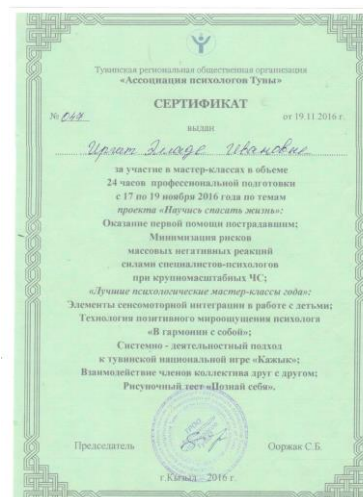 Тувинская региональная общественная организация
«Ассоциация психологов Тувы»
СЕРТИФИКАТ
№ 047 от 19.11 2016 г.
выдан
Иргит Эладе Ивановне
за участие в мастер-классах в объеме
24 часов профессиональной подготовки
с 17 по 19 ноября 2016 года по темам
проекта «Научись спасать жизнь»:
Оказание первой помощи пострадавшим;
Минимизация рисков
массовых негативных реакций
силами специалистов-психологов
при крупномасштабных ЧС;
«Лучшие психологические мастер-классы года»:
Элементы сенсомоторной интеграции в работе с детьми;
Технология позитивного мироощущения психолога
«В гармонии с собой»;
Системно - деятельностный подход
к тувинской национальной игре «Кажык»;
Взаимодействие членов коллектива друг с другом;
Рисуночный тест «Познай себя».
Председатель Ооржак С.Б.
г.Кызыл – 2016 г.